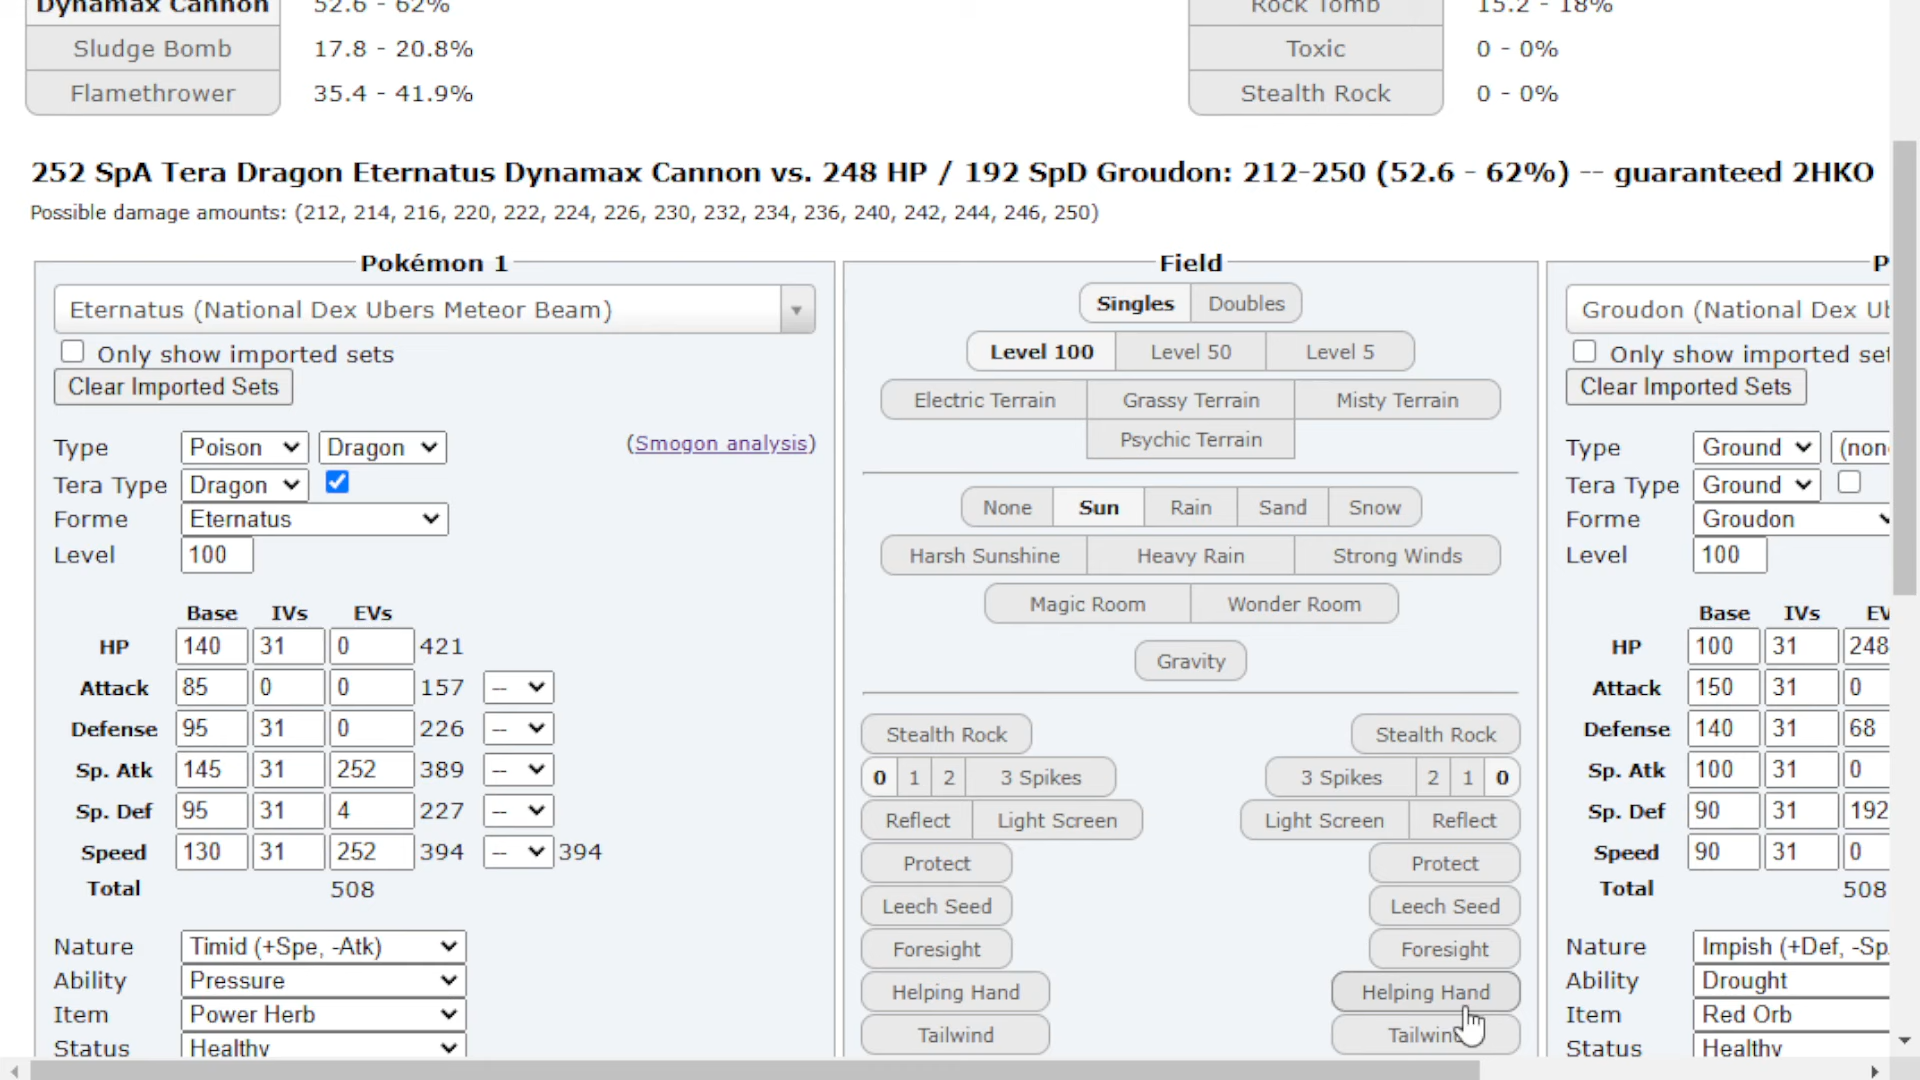 Dynamax Cannon 52.6 - 62% Rock Tomb 15.2 - 18%
Sludge Bomb 17.8 - 20.8% Toxic 0 - 0%
Flamethrower 35.4 - 41.9% Stealth Rock 0 - 0%
252 SpA Tera Dragon Eternatus Dynamax Cannon vs. 248 HP / 192 SpD Groudon: 212-250 (52.6 - 62%) -- guaranteed 2HKO
Possible damage amounts: (212, 214, 216, 220, 222, 224, 226, 230, 232, 234, 236, 240, 242, 244, 246, 250)
Pokémon 1
Eternatus (National Dex Ubers Meteor Beam)
Only show imported sets
Clear Imported Sets
Type Poison Dragon (Smogon analysis)
Tera Type Dragon
Forme Eternatus
Level 100
Base IVs EVs
HP 140 31 0 421
Attack 85 0 0 157 --
Defense 95 31 0 226 --
Sp. Atk 145 31 252 389 --
Sp. Def 95 31 4 227 --
Speed 130 31 252 394 -- 394
Total 508
Nature Timid (+Spe, -Atk)
Ability Pressure
Item Power Herb
Status Healthy
Field
Singles Doubles
Level 100 Level 50 Level 5
Electric Terrain Grassy Terrain Misty Terrain
Psychic Terrain
None Sun Rain Sand Snow
Harsh Sunshine Heavy Rain Strong Winds
Magic Room Wonder Room
Gravity
Stealth Rock Stealth Rock
0 1 2 3 Spikes 3 Spikes 2 1 0
Reflect Light Screen Light Screen Reflect
Protect Protect
Leech Seed Leech Seed
Foresight Foresight
Helping Hand Helping Hand
Tailwind Tailwind
P
Groudon (National Dex Ub
Only show imported set
Clear Imported Sets
Type Ground (non
Tera Type Ground
Forme Groudon
Level 100
Base IVs EV
HP 100 31 248
Attack 150 31 0
Defense 140 31 68
Sp. Atk 100 31 0
Sp. Def 90 31 192
Speed 90 31 0
Total 508
Nature Impish (+Def, -Sp
Ability Drought
Item Red Orb
Status Healthy